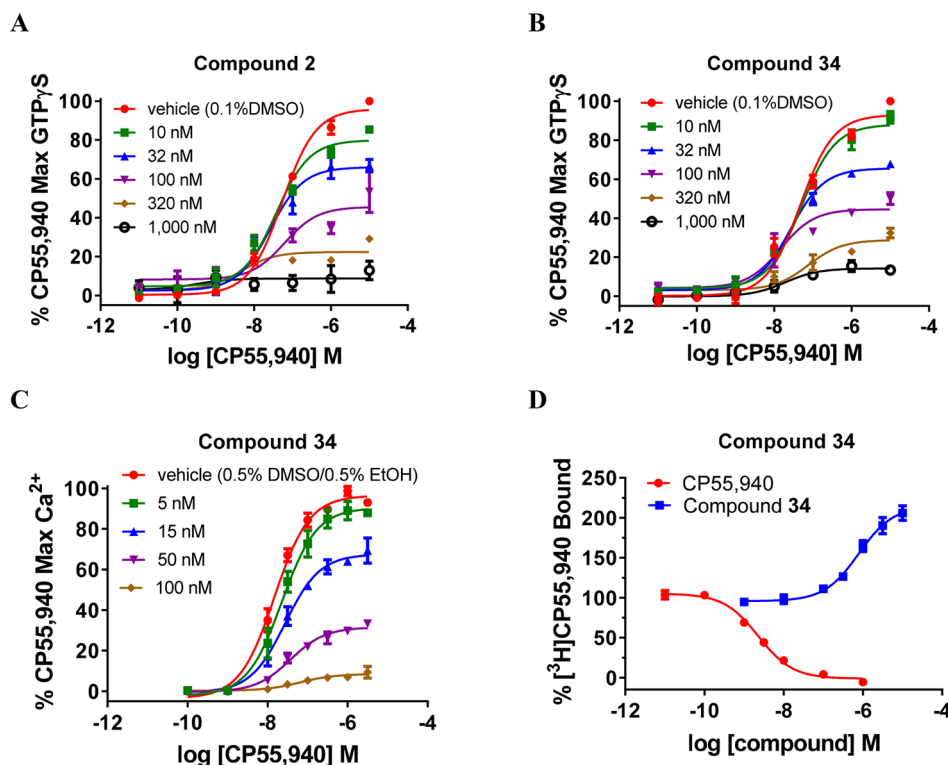 A
Compound 2
% CP55,940 Max GTPγS
vehicle (0.1%DMSO)
10 nM
32 nM
100 nM
320 nM
1,000 nM
100
80
60
40
20
0
-12 -10 -8 -6 -4
log [CP55,940] M
B
Compound 34
% CP55,940 Max GTPγS
vehicle (0.1%DMSO)
10 nM
32 nM
100 nM
320 nM
1,000 nM
100
80
60
40
20
0
-12 -10 -8 -6 -4
log [CP55,940] M
C
Compound 34
% CP55,940 Max Ca²⁺
vehicle (0.5% DMSO/0.5% EtOH)
5 nM
15 nM
50 nM
100 nM
100
80
60
40
20
0
-12 -10 -8 -6 -4
log [CP55,940] M
D
Compound 34
% [³H]CP55,940 Bound
CP55,940
Compound 34
250
200
150
100
50
0
-12 -10 -8 -6 -4
log [compound] M